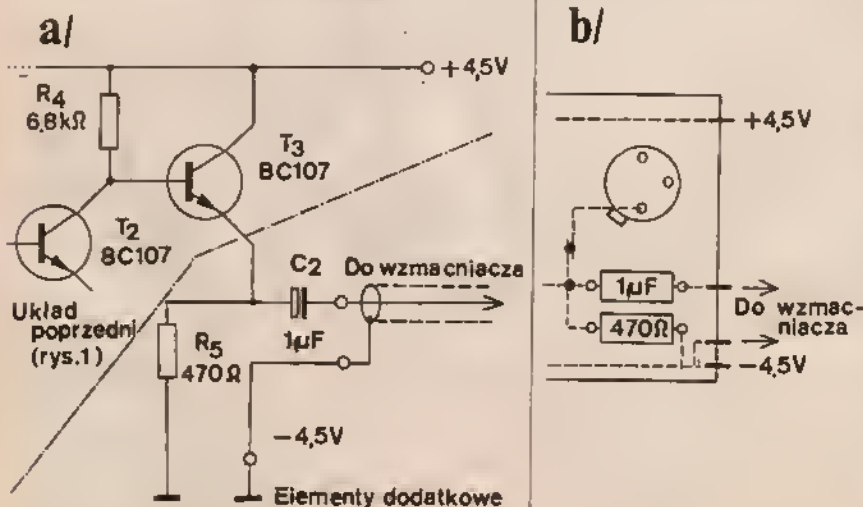 a/
+4,5V
R4
6,8kΩ
T3
BC107
T2
BC107
C2
Do wzmacniacza
Układ
poprzedni
(rys.1)
R5
470Ω
1µF
-4,5V
Elementy dodatkowe
b/
+4,5V
1µF
Do wzmac-
niacza
470Ω
-4,5V